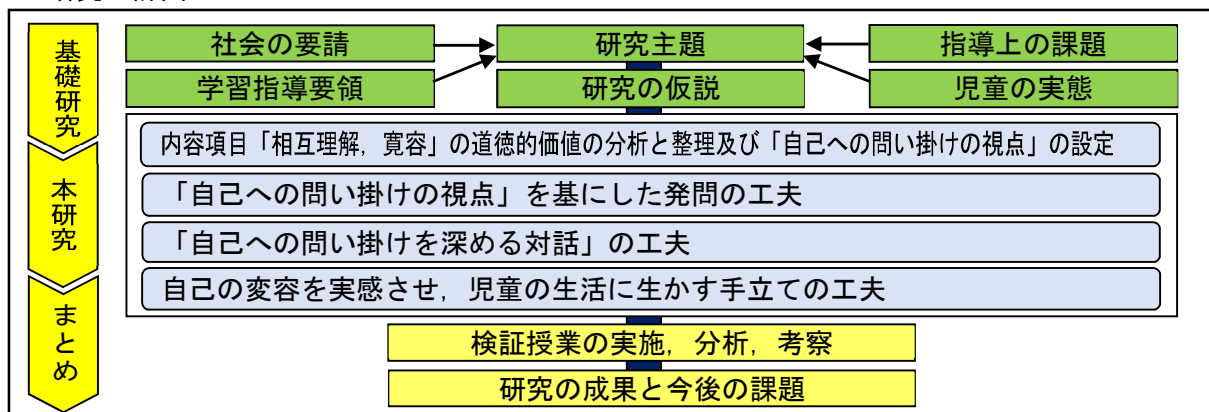 基礎研究
社会の要請
研究主題
指導上の課題
学習指導要領
研究の仮説
児童の実態
内容項目「相互理解，寛容」の道徳的価値の分析と整理及び「自己への問い掛けの視点」の設定
本研究
「自己への問い掛けの視点」を基にした発問の工夫
「自己への問い掛けを深める対話」の工夫
自己の変容を実感させ，児童の生活に生かす手立ての工夫
まとめ
検証授業の実施，分析，考察
研究の成果と今後の課題